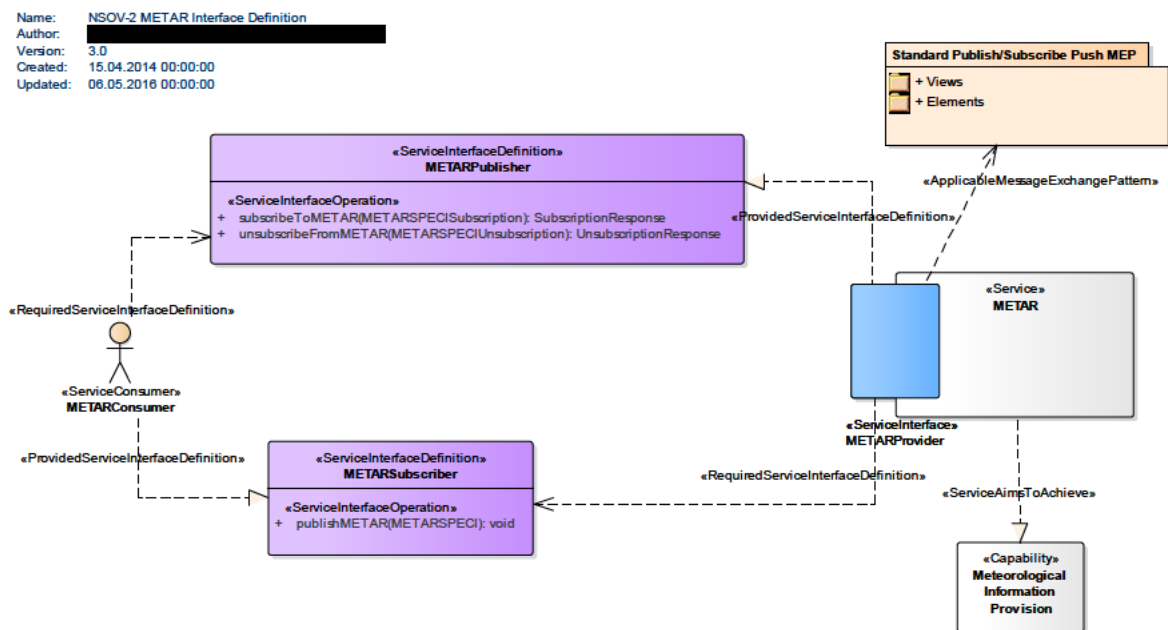 Name: NSOV-2 METAR Interface Definition
Author:
Version: 3.0
Created: 15.04.2014 00:00:00
Updated: 06.05.2016 00:00:00
Standard Publish/Subscribe Push MEP
+ Views
+ Elements
«ServiceInterfaceDefinition»
METARPublisher
«ServiceInterfaceOperation»
+ subscribeToMETAR(METARSPECISubscription): SubscriptionResponse
+ unsubscribeFromMETAR(METARSPECIUnsubscription): UnsubscriptionResponse
«ApplicableMessageExchangePattern»
«ProvidedServiceInterfaceDefinition»
«RequiredServiceInterfaceDefinition»
«Service»
METAR
«ServiceConsumer»
METARConsumer
«ServiceInterface»
METARProvider
«ProvidedServiceInterfaceDefinition»
«ServiceInterfaceDefinition»
METARSubscriber
«ServiceInterfaceOperation»
+ publishMETAR(METARSPECI): void
«RequiredServiceInterfaceDefinition»
«ServiceAimsToAchieve»
«Capability»
Meteorological
Information
Provision